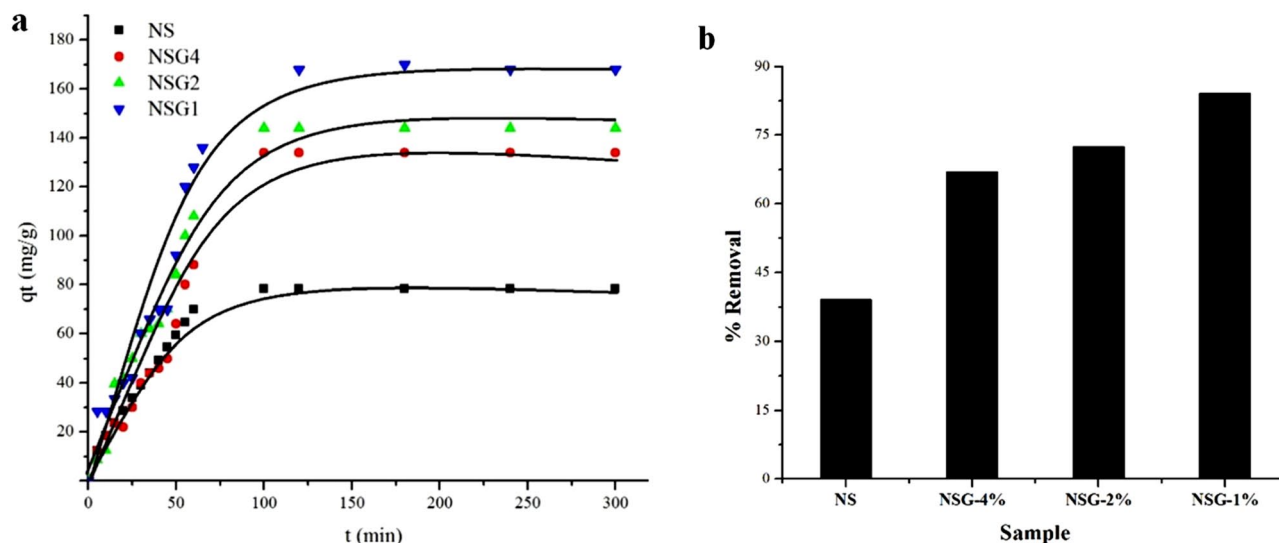 a
NS
NSG4
NSG2
NSG1
180
160
140
120
100
80
60
40
20
qt (mg/g)
0 50 100 150 200 250 300
t (min)
b
90
75
60
45
30
15
0
% Removal
NS NSG-4% NSG-2% NSG-1%
Sample